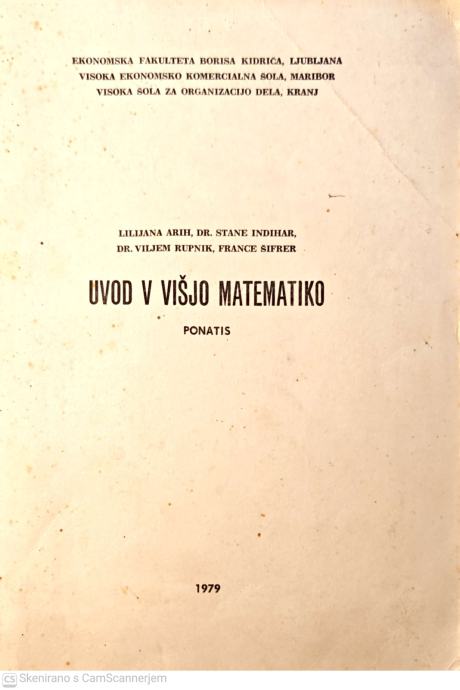 EKONOMSKA FAKULTETA BORISA KIDRIČA, LJUBLJANA
VISOKA EKONOMSKO KOMERCIALNA ŠOLA, MARIBOR
VISOKA ŠOLA ZA ORGANIZACIJO DELA, KRANJ
LILIJANA ARIH, DR. STANE INDIHAR,
DR. VILJEM RUPNIK, FRANCE ŠIFRER
UVOD V VIŠJO MATEMATIKO
PONATIS
1979
CS Skenirano s CamScannerjem